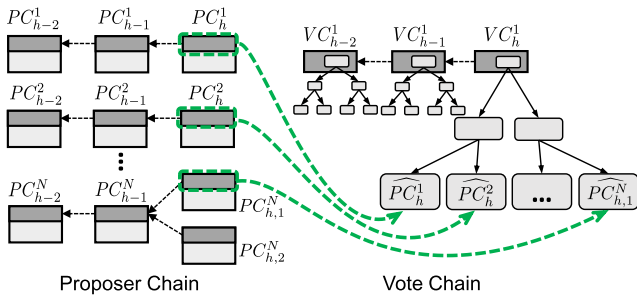 $PC^1_{h-2}$ $PC^1_{h-1}$ $PC^1_h$
$PC^2_{h-2}$ $PC^2_{h-1}$ $PC^2_h$
⋮
$PC^N_{h-2}$ $PC^N_{h-1}$
$PC^N_{h,1}$
$PC^N_{h,2}$
Proposer Chain
$VC^1_{h-2}$ $VC^1_{h-1}$ $VC^1_h$
$\widehat{PC}^1_h$ $\widehat{PC}^2_h$ ... $\widehat{PC}^N_{h,1}$
Vote Chain